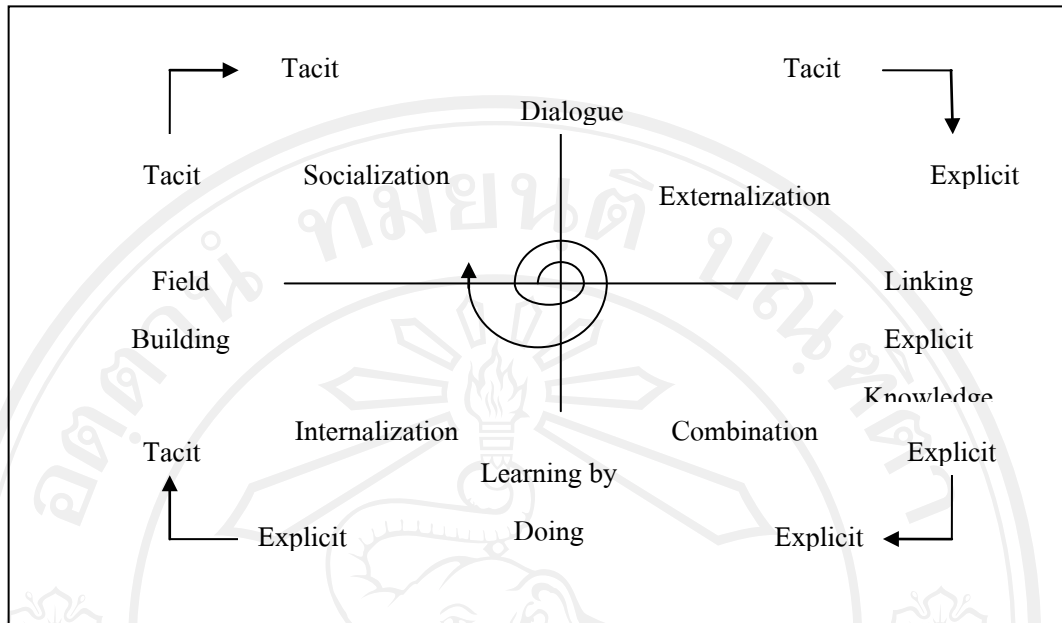 Tacit
Tacit
Dialogue
Tacit
Socialization
Externalization
Explicit
Field
Building
Linking
Explicit
Knowledge
Internalization
Combination
Tacit
Explicit
Learning by
Doing
Explicit
Explicit